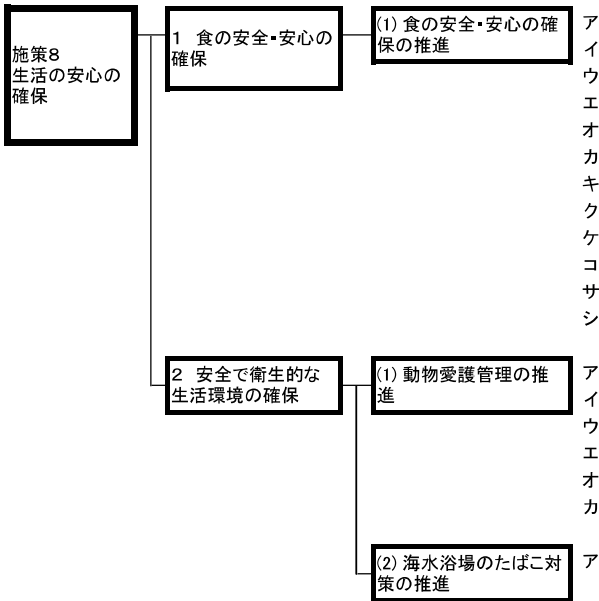 施策８
生活の安心の
確保
１　食の安全・安心の
確保
(1) 食の安全・安心の確
保の推進
ア
イ
ウ
エ
オ
カ
キ
ク
ケ
コ
サ
シ
２　安全で衛生的な
生活環境の確保
(1) 動物愛護管理の推
進
ア
イ
ウ
エ
オ
カ
(2) 海水浴場のたばこ対
策の推進
ア